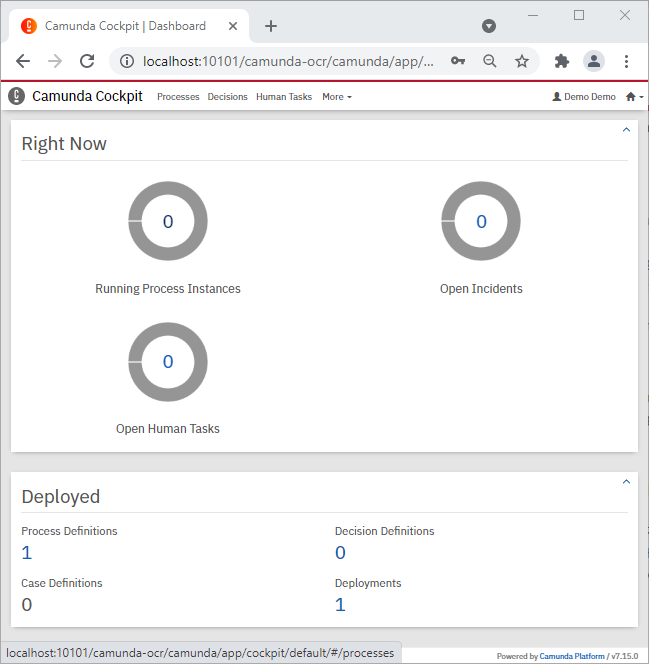 Camunda Cockpit | Dashboard
localhost:10101/camunda-ocr/camunda/app/...
Camunda Cockpit Processes Decisions Human Tasks More Demo Demo
Right Now
0 0
Running Process Instances Open Incidents
0
Open Human Tasks
Deployed
Process Definitions Decision Definitions
1 0
Case Definitions Deployments
0 1
localhost:10101/camunda-ocr/camunda/app/cockpit/default/#/processes
Powered by Camunda Platform / v7.15.0